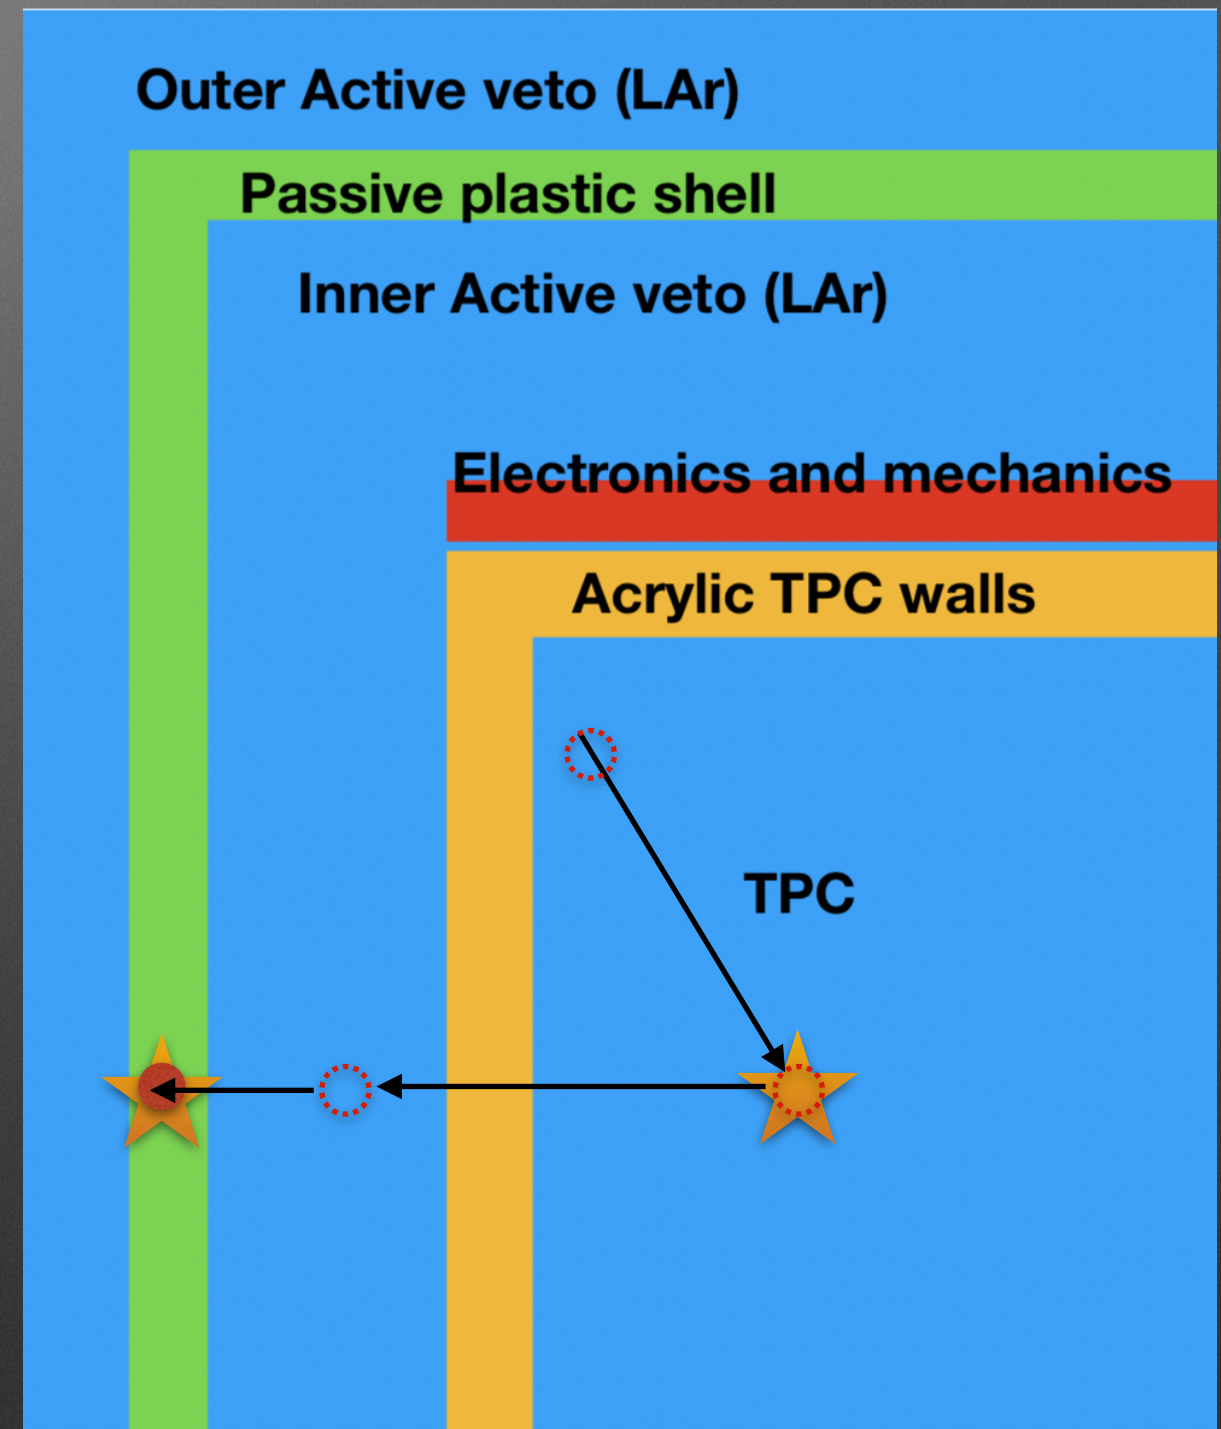 Outer Active veto (LAr)
Passive plastic shell
Inner Active veto (LAr)
Electronics and mechanics
Acrylic TPC walls
TPC